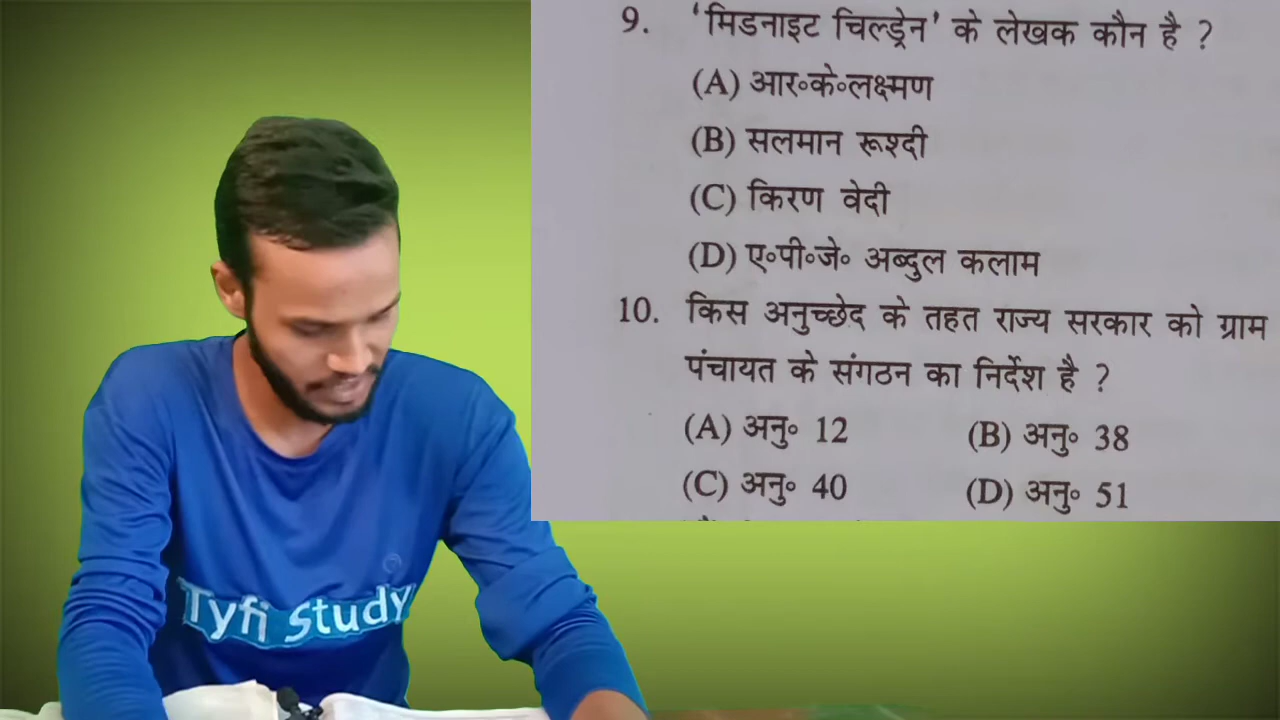 9. 'मिडनाइट चिल्ड्रेन' के लेखक कौन है ?
(A) आर॰के॰लक्ष्मण
(B) सलमान रूश्दी
(C) किरण वेदी
(D) ए॰पी॰जे॰ अब्दुल कलाम
10. किस अनुच्छेद के तहत राज्य सरकार को ग्राम
पंचायत के संगठन का निर्देश है ?
(A) अनु॰ 12 (B) अनु॰ 38
(C) अनु॰ 40 (D) अनु॰ 51
Tyfi Study